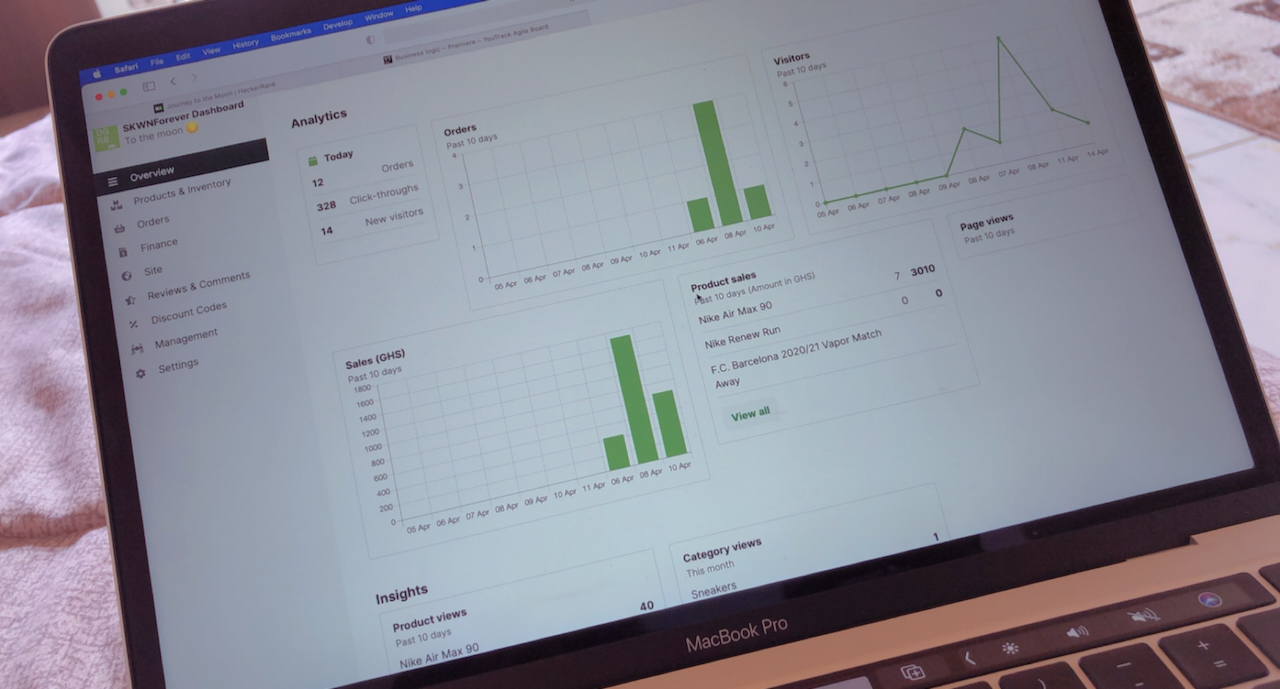 Safari File Edit View History Bookmarks Develop Window Help
Journey to the Moon | HackerRank
Business logic – Premiere – YouTrack Agile Board
SKWNForever Dashboard
To the moon
Overview
Products & Inventory
Orders
Finance
Site
Reviews & Comments
Discount Codes
Management
Settings
Analytics
Today
12 Orders
328 Click-throughs
14 New visitors
Orders
Past 10 days
4
3
2
1
0
05 Apr 06 Apr 07 Apr 08 Apr 09 Apr 10 Apr 11 Apr 06 Apr 08 Apr 10 Apr
Visitors
Past 10 days
6
5
4
3
2
1
0
05 Apr 06 Apr 07 Apr 08 Apr 09 Apr 06 Apr 07 Apr 08 Apr 11 Apr 14 Apr
Sales (GHS)
Past 10 days
1800
1600
1400
1200
1000
800
600
400
200
0
05 Apr 06 Apr 07 Apr 08 Apr 09 Apr 10 Apr 11 Apr 06 Apr 08 Apr 10 Apr
Product sales
Past 10 days (Amount in GHS)
Nike Air Max 90 7 3010
Nike Renew Run 0 0
F.C. Barcelona 2020/21 Vapor Match
Away
View all
Page views
Past 10 days
Insights
Product views
Past 10 days
40
Nike Air Max 90
Category views
This month
1
Sneakers
MacBook Pro
+
=